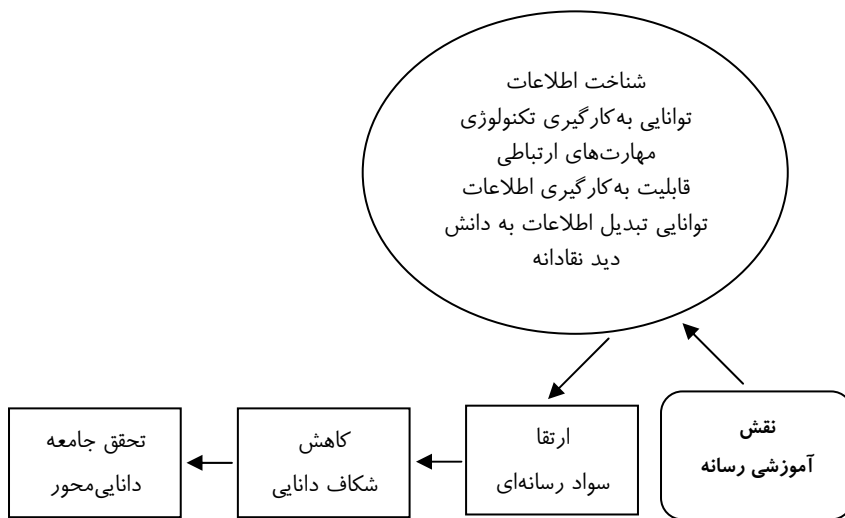 شناخت اطلاعات
توانایی به‌کارگیری تکنولوژی
مهارت‌های ارتباطی
قابلیت به‌کارگیری اطلاعات
توانایی تبدیل اطلاعات به دانش
دید نقادانه
نقش
آموزشی رسانه
ارتقا
سواد رسانه‌ای
کاهش
شکاف دانایی
تحقق جامعه
دانایی‌محور